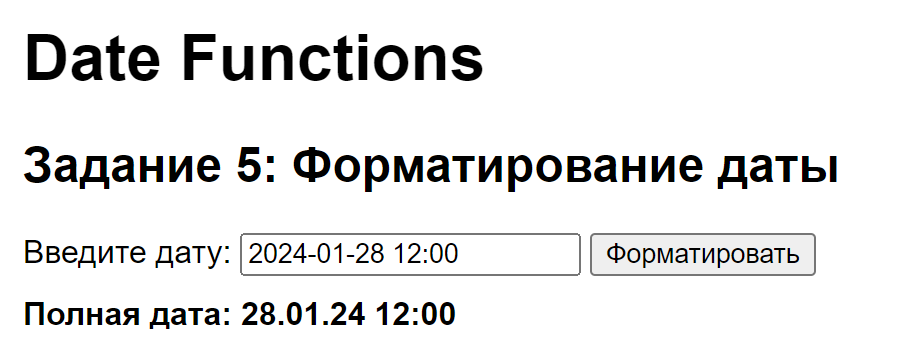 Date Functions
Задание 5: Форматирование даты
Введите дату: 2024-01-28 12:00 Форматировать
Полная дата: 28.01.24 12:00